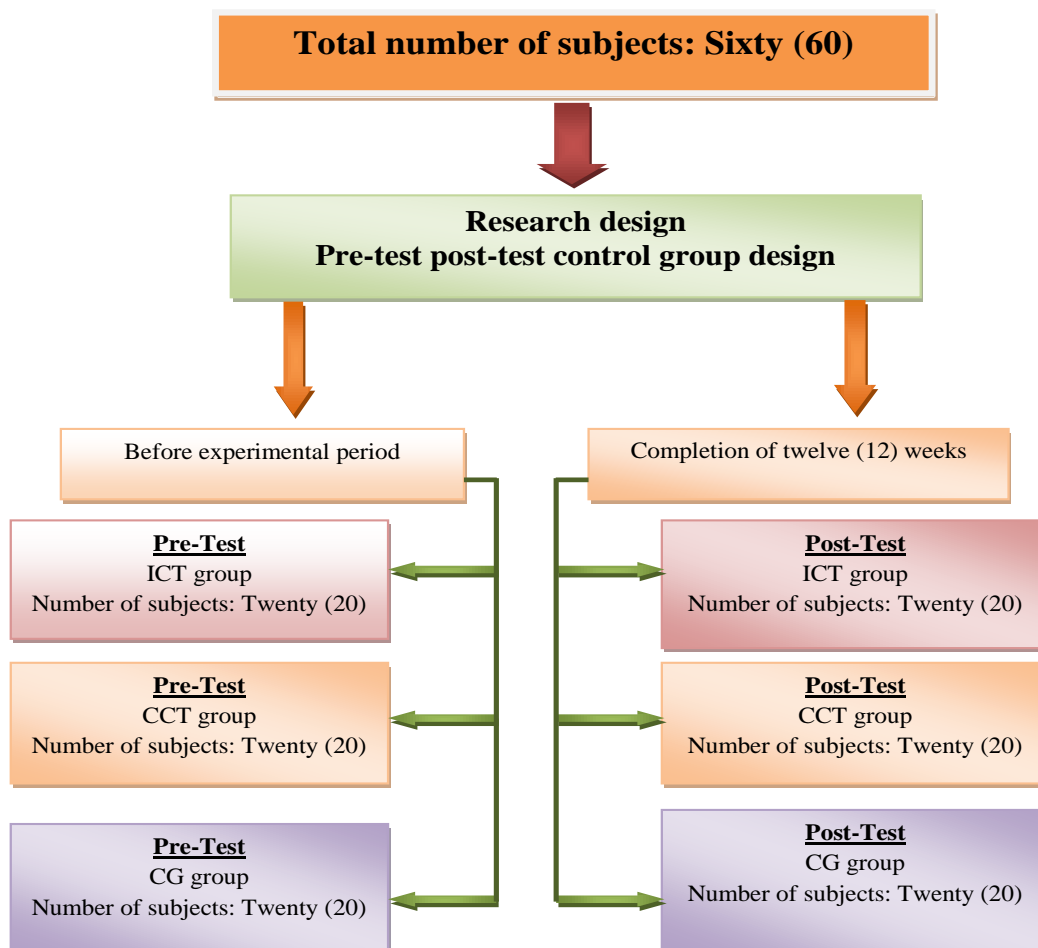 Total number of subjects: Sixty (60)
Research design
Pre-test post-test control group design
Before experimental period
Completion of twelve (12) weeks
Pre-Test
ICT group
Number of subjects: Twenty (20)
Post-Test
ICT group
Number of subjects: Twenty (20)
Pre-Test
CCT group
Number of subjects: Twenty (20)
Post-Test
CCT group
Number of subjects: Twenty (20)
Pre-Test
CG group
Number of subjects: Twenty (20)
Post-Test
CG group
Number of subjects: Twenty (20)